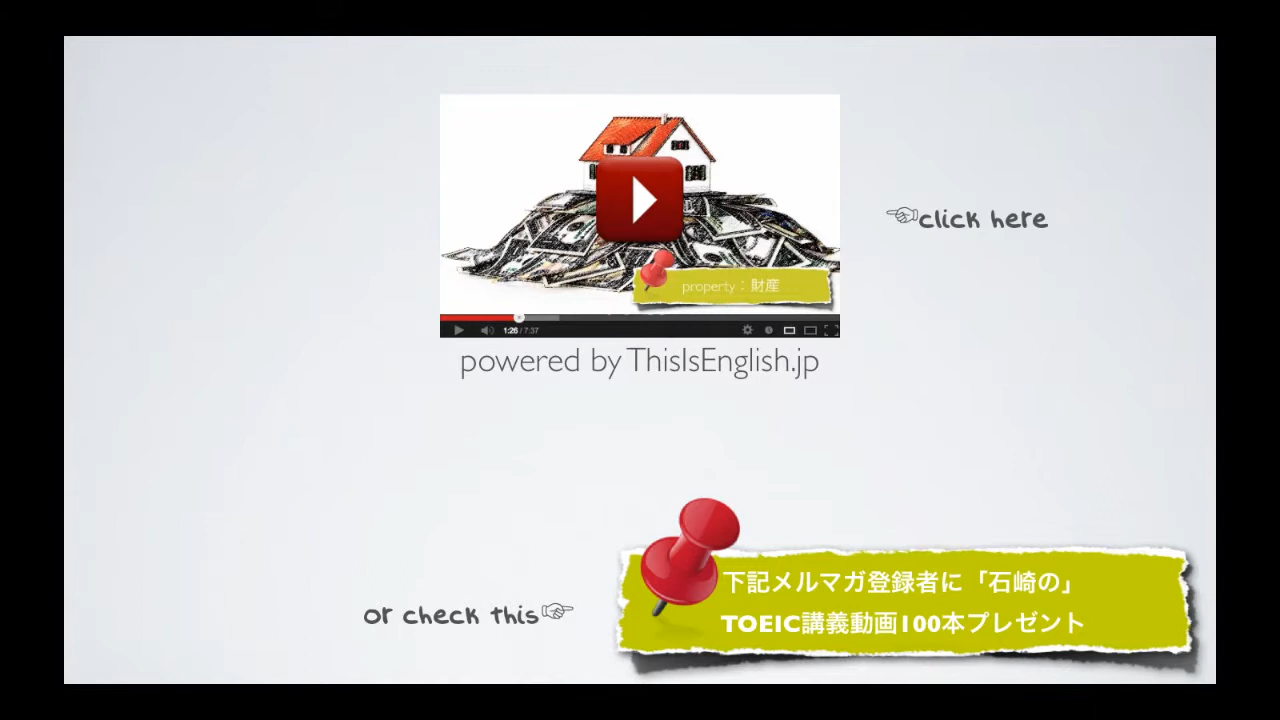 property：財産
1:26 / 7:37
☜click here
powered by ThisIsEnglish.jp
or check this☞
下記メルマガ登録者に「石崎の」
TOEIC講義動画100本プレゼント